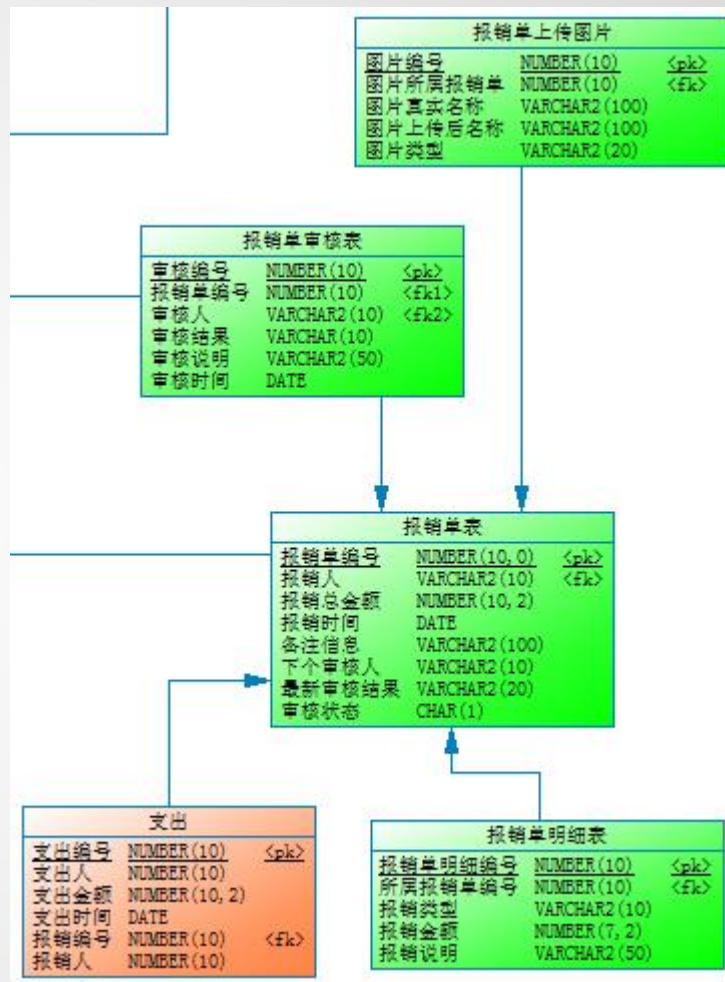 报销单上传图片
图片编号 NUMBER(10) <pk>
图片所属报销单 NUMBER(10) <fk>
图片真实名称 VARCHAR2(100)
图片上传后名称 VARCHAR2(100)
图片类型 VARCHAR2(20)
报销单审核表
审核编号 NUMBER(10) <pk>
报销单编号 NUMBER(10) <fk1>
审核人 VARCHAR2(10) <fk2>
审核结果 VARCHAR(10)
审核说明 VARCHAR2(50)
审核时间 DATE
报销单表
报销单编号 NUMBER(10,0) <pk>
报销人 VARCHAR2(10) <fk>
报销总金额 NUMBER(10,2)
报销时间 DATE
备注信息 VARCHAR2(100)
下个审核人 VARCHAR2(10)
最新审核结果 VARCHAR2(20)
审核状态 CHAR(1)
支出
支出编号 NUMBER(10) <pk>
支出人 NUMBER(10)
支出金额 NUMBER(10,2)
支出时间 DATE
报销编号 NUMBER(10) <fk>
报销人 NUMBER(10)
报销单明细表
报销单明细编号 NUMBER(10) <pk>
所属报销单编号 NUMBER(10) <fk>
报销类型 VARCHAR2(10)
报销金额 NUMBER(7,2)
报销说明 VARCHAR2(50)